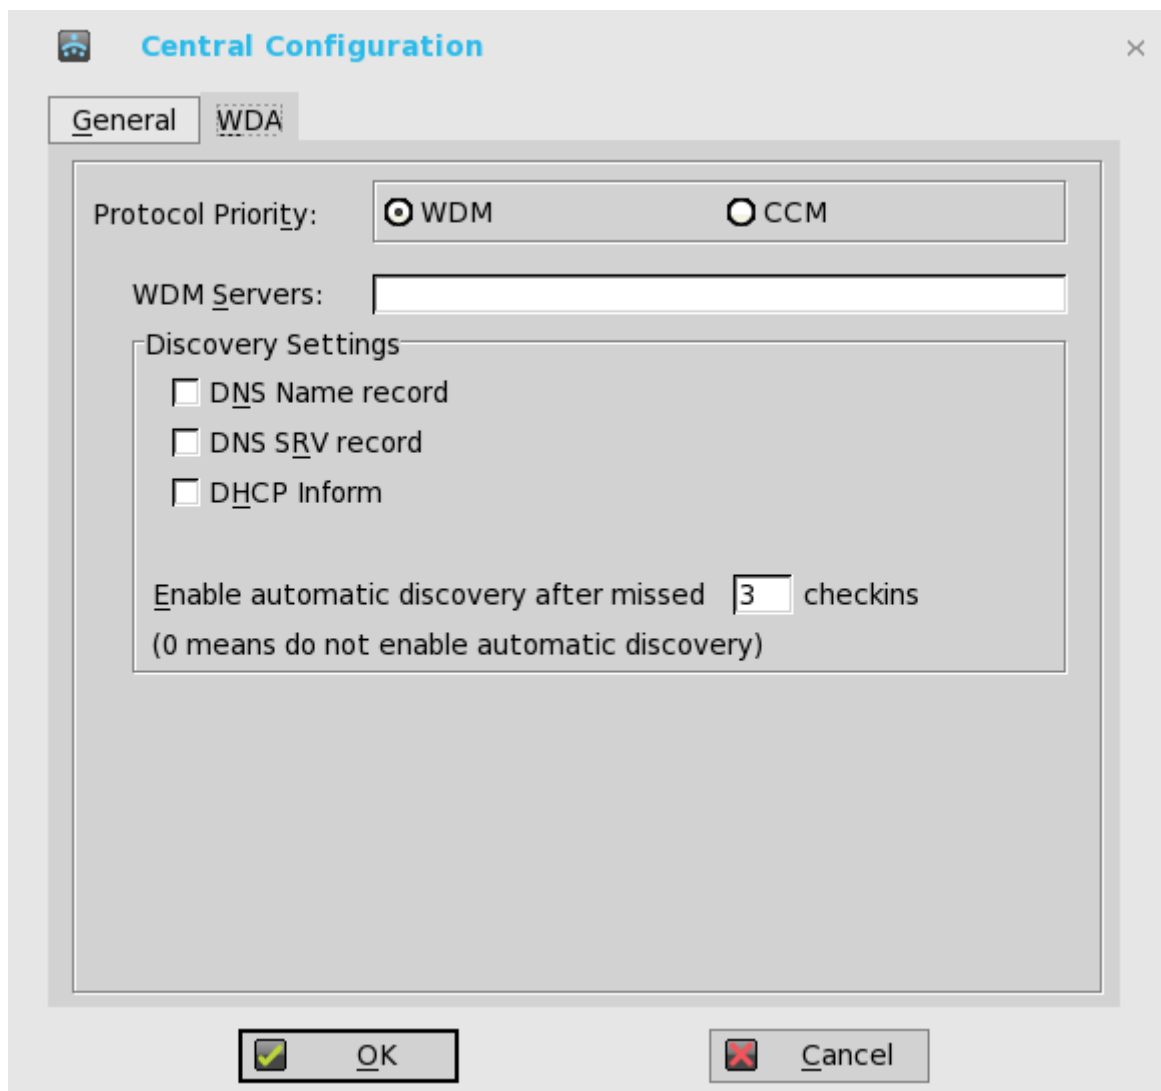 Central Configuration
General WDA
Protocol Priority: WDM CCM
WDM Servers:
Discovery Settings
DNS Name record
DNS SRV record
DHCP Inform
Enable automatic discovery after missed 3 checkins
(0 means do not enable automatic discovery)
OK Cancel